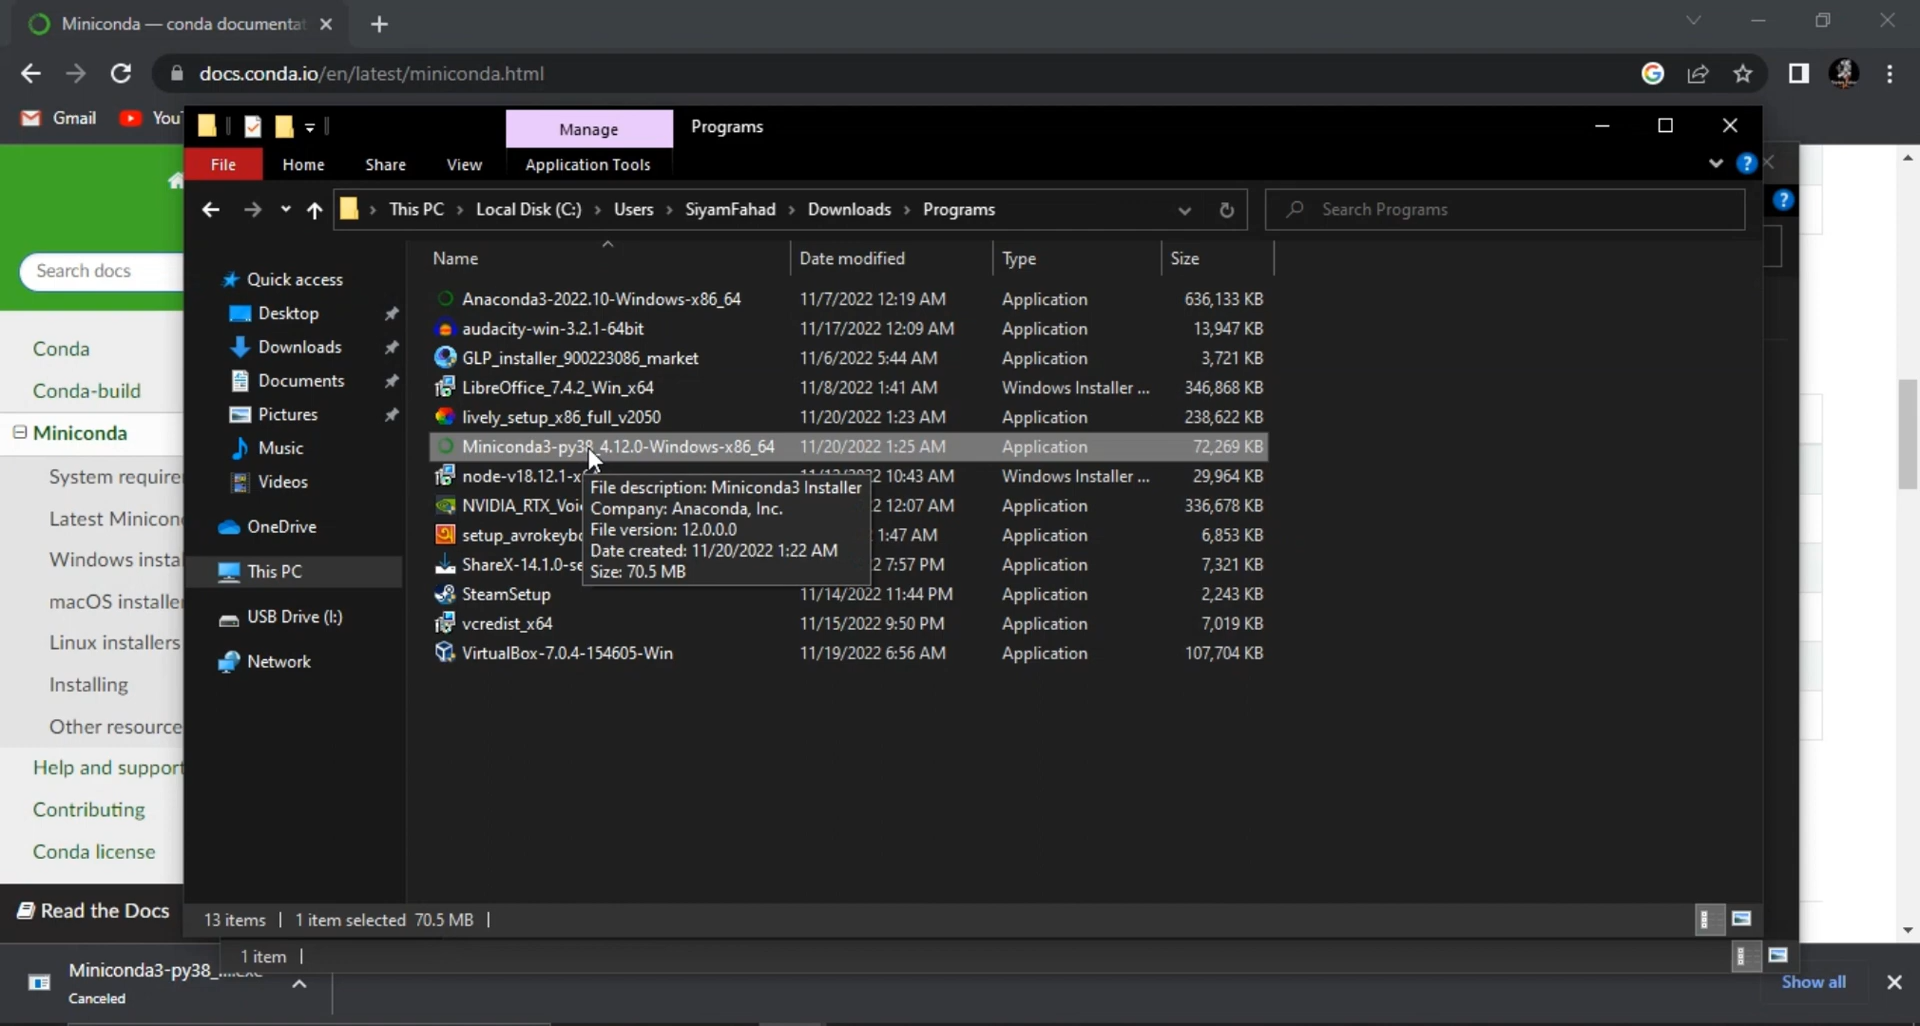 Miniconda — conda documentat
docs.conda.io/en/latest/miniconda.html
Gmail
You
Manage
Programs
File
Home
Share
View
Application Tools
This PC
Local Disk (C:)
Users
SiyamFahad
Downloads
Programs
Search Programs
Search docs
Conda
Conda-build
Miniconda
System require
Latest Minicon
Windows insta
macOS installe
Linux installers
Installing
Other resource
Help and support
Contributing
Conda license
Read the Docs
Quick access
Desktop
Downloads
Documents
Pictures
Music
Videos
OneDrive
This PC
USB Drive (I:)
Network
Name Date modified Type Size
Anaconda3-2022.10-Windows-x86_64 11/7/2022 12:19 AM Application 636,133 KB
audacity-win-3.2.1-64bit 11/17/2022 12:09 AM Application 13,947 KB
GLP_installer_900223086_market 11/6/2022 5:44 AM Application 3,721 KB
LibreOffice_7.4.2_Win_x64 11/8/2022 1:41 AM Windows Installer ... 346,868 KB
lively_setup_x86_full_v2050 11/20/2022 1:23 AM Application 238,622 KB
Miniconda3-py38_4.12.0-Windows-x86_64 11/20/2022 1:25 AM Application 72,269 KB
node-v18.12.1-x 10:43 AM Windows Installer ... 29,964 KB
NVIDIA_RTX_Voi 2 12:07 AM Application 336,678 KB
setup_avrokeybo 1:47 AM Application 6,853 KB
ShareX-14.1.0-se 2 7:57 PM Application 7,321 KB
SteamSetup 11/14/2022 11:44 PM Application 2,243 KB
vcredist_x64 11/15/2022 9:50 PM Application 7,019 KB
VirtualBox-7.0.4-154605-Win 11/19/2022 6:56 AM Application 107,704 KB
File description: Miniconda3 Installer
Company: Anaconda, Inc.
File version: 12.0.0.0
Date created: 11/20/2022 1:22 AM
Size: 70.5 MB
13 items 1 item selected 70.5 MB
1 item
Miniconda3-py38_....exe
Canceled
Show all